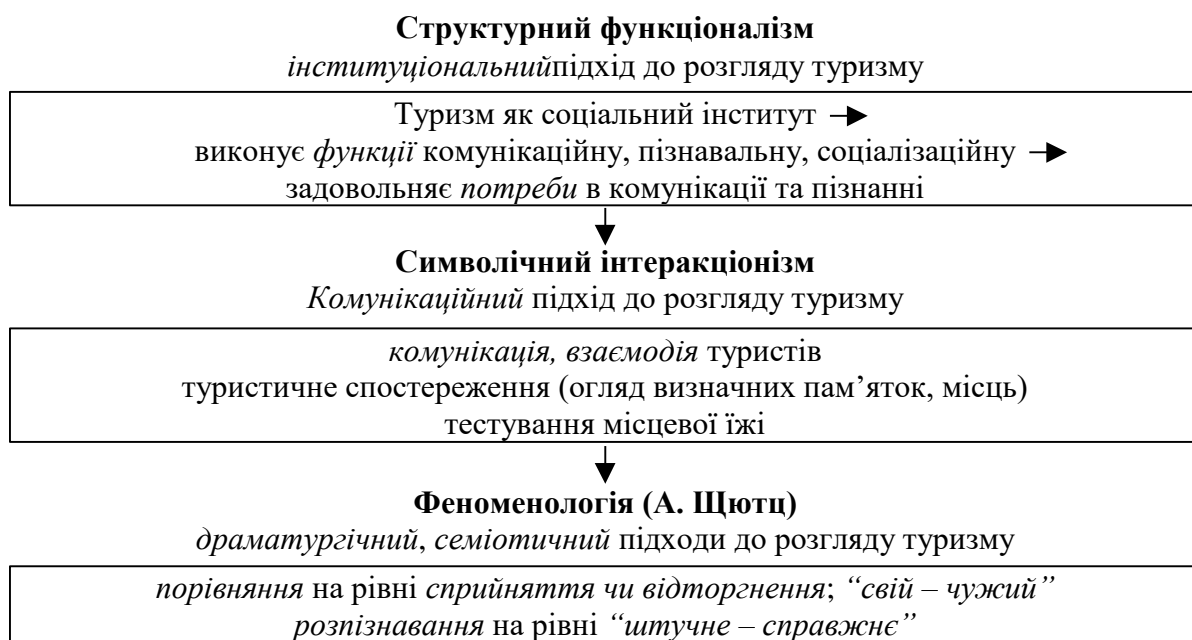 Структурний функціоналізм
інституціональнийпідхід до розгляду туризму
Туризм як соціальний інститут →
виконує функції комунікаційну, пізнавальну, соціалізаційну →
задовольняє потреби в комунікації та пізнанні
Символічний інтеракціонізм
Комунікаційний підхід до розгляду туризму
комунікація, взаємодія туристів
туристичне спостереження (огляд визначних пам’яток, місць)
тестування місцевої їжі
Феноменологія (А. Щютц)
драматургічний, семіотичний підходи до розгляду туризму
порівняння на рівні сприйняття чи відторгнення; “свій – чужий”
розпізнавання на рівні “штучне – справжнє”